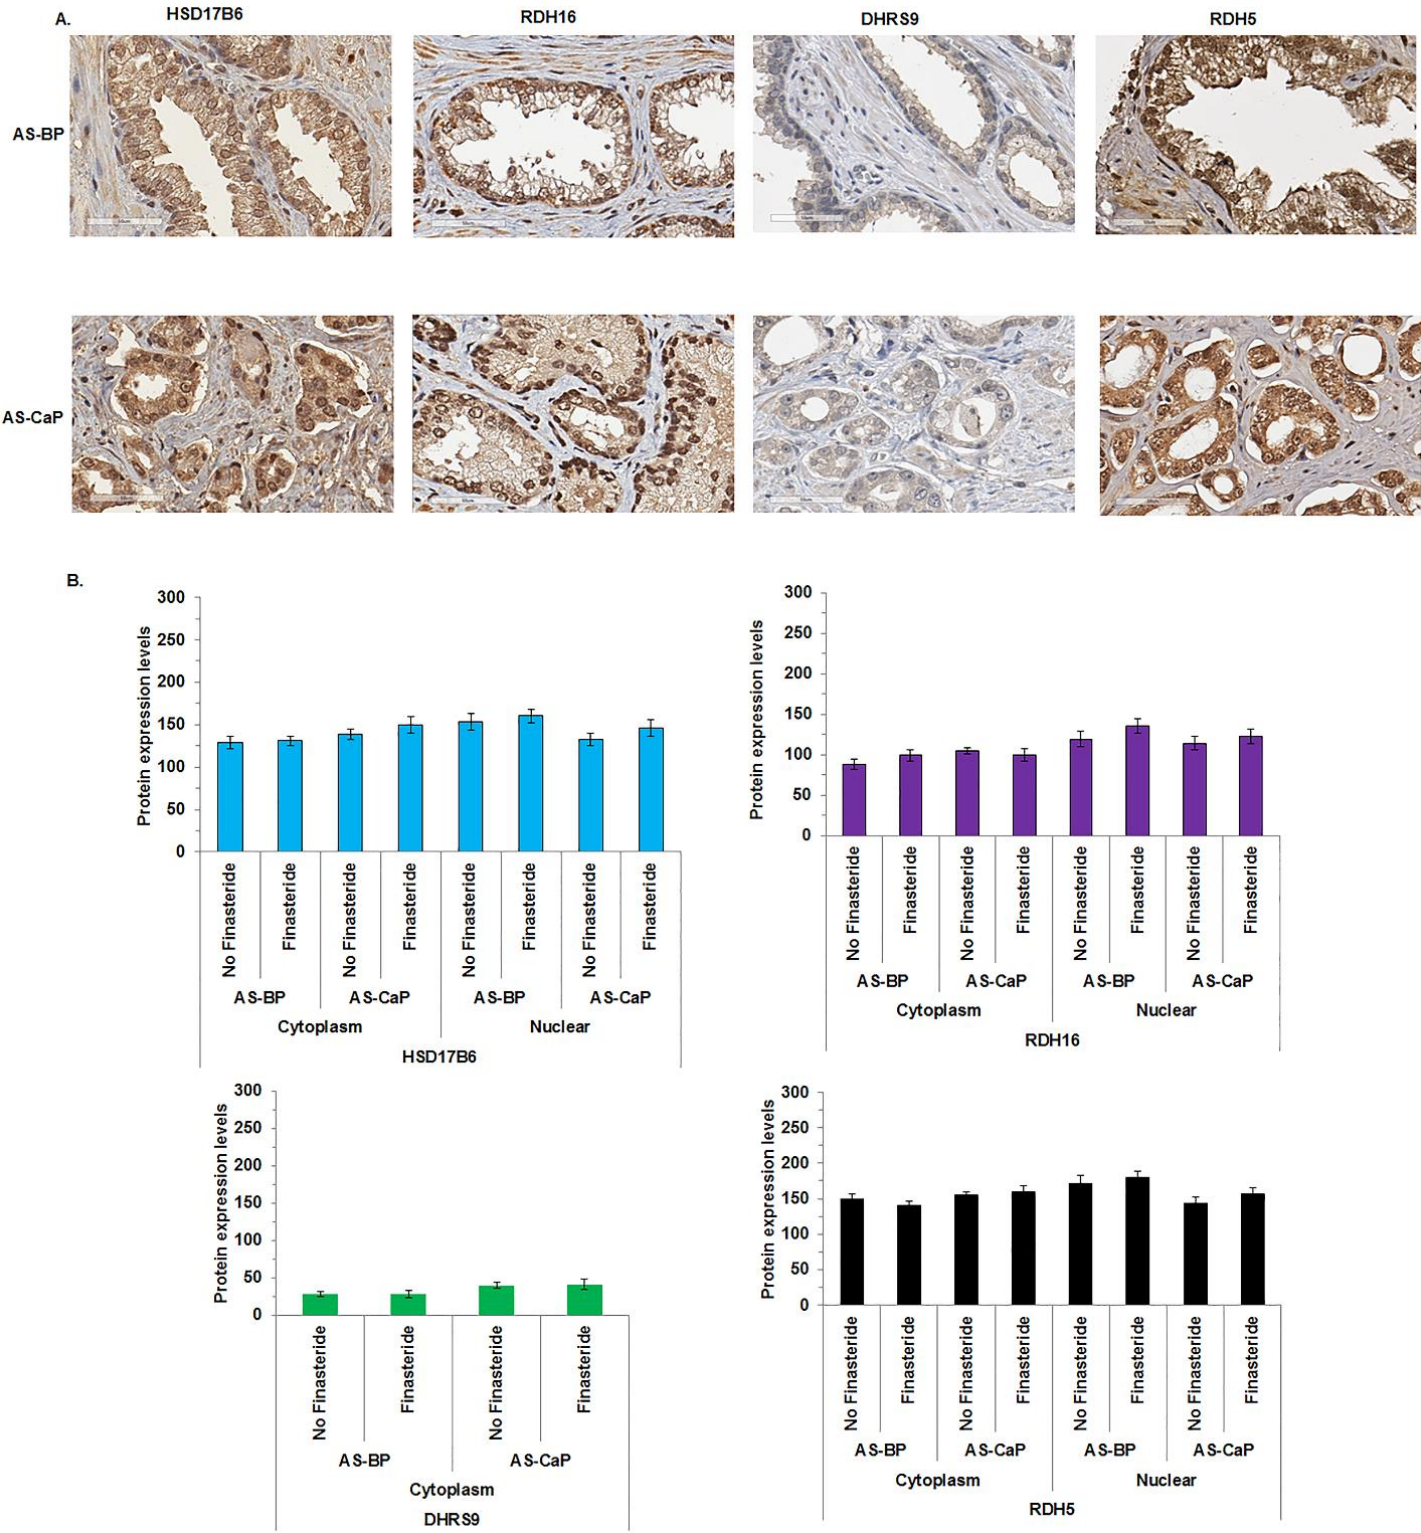 A.
HSD17B6
RDH16
DHRS9
RDH5
AS-BP
AS-CaP
B.
Protein expression levels
300
250
200
150
100
50
0
No Finasteride
Finasteride
No Finasteride
Finasteride
No Finasteride
Finasteride
No Finasteride
Finasteride
AS-BP
AS-CaP
AS-BP
AS-CaP
Cytoplasm
Nuclear
HSD17B6
Protein expression levels
300
250
200
150
100
50
0
No Finasteride
Finasteride
No Finasteride
Finasteride
No Finasteride
Finasteride
No Finasteride
Finasteride
AS-BP
AS-CaP
AS-BP
AS-CaP
Cytoplasm
Nuclear
RDH16
Protein expression levels
300
250
200
150
100
50
0
No Finasteride
Finasteride
No Finasteride
Finasteride
AS-BP
AS-CaP
Cytoplasm
DHRS9
Protein expression levels
300
250
200
150
100
50
0
No Finasteride
Finasteride
No Finasteride
Finasteride
No Finasteride
Finasteride
No Finasteride
Finasteride
AS-BP
AS-CaP
AS-BP
AS-CaP
Cytoplasm
Nuclear
RDH5